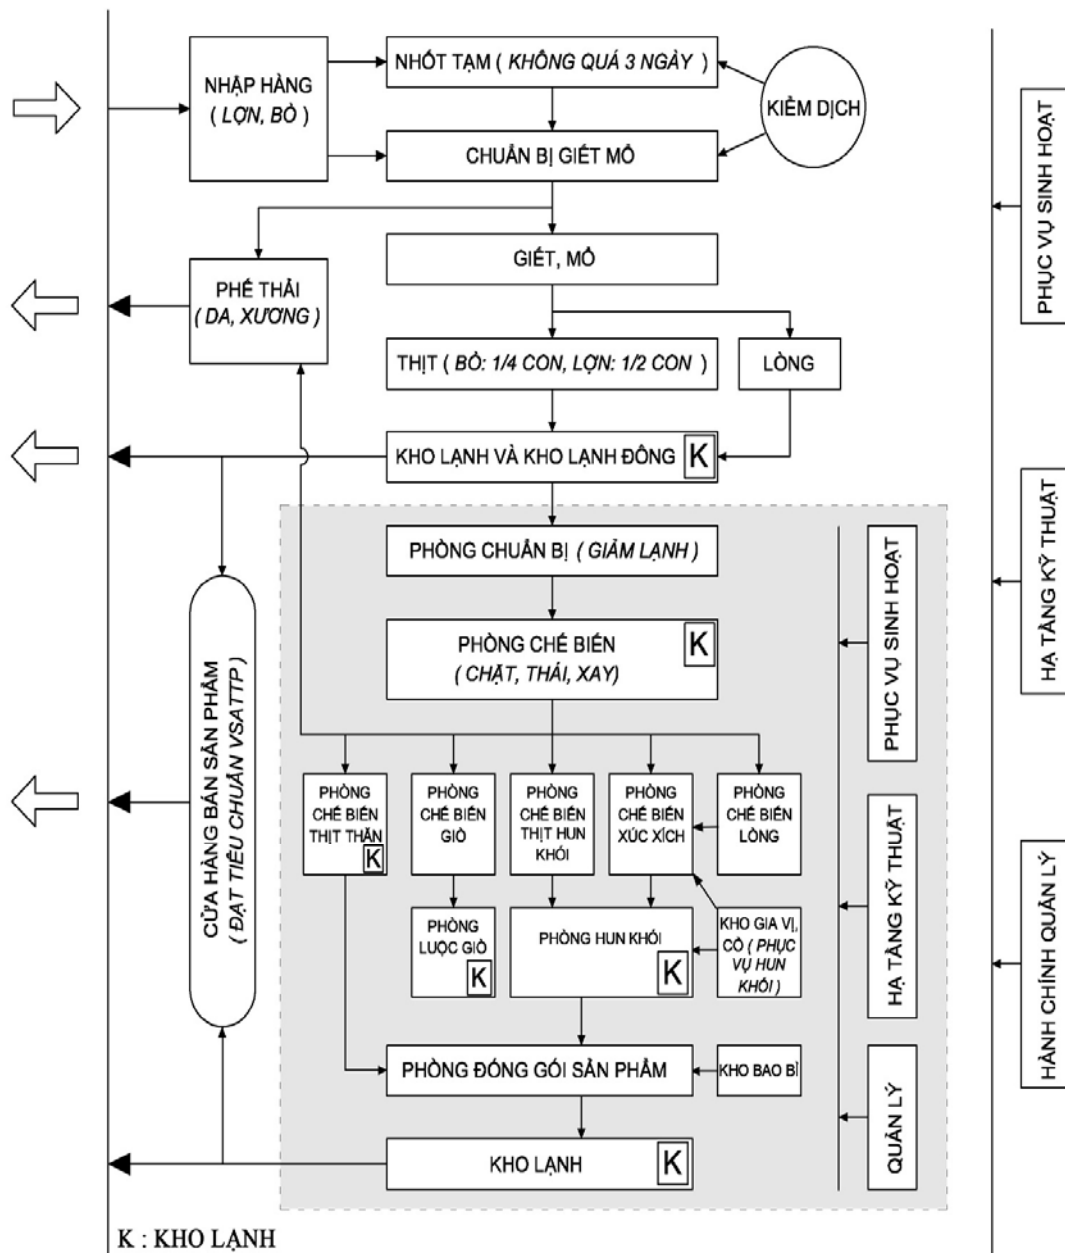 NHẬP HÀNG
( LỢN, BÒ )
NHỐT TẠM ( KHÔNG QUÁ 3 NGÀY )
KIỂM DỊCH
CHUẨN BỊ GIẾT MỔ
GIẾT, MỔ
PHẾ THẢI
( DA, XƯƠNG )
THỊT ( BÒ: 1/4 CON, LỢN: 1/2 CON )
LÒNG
KHO LẠNH VÀ KHO LẠNH ĐÔNG
K
PHÒNG CHUẨN BỊ ( GIẢM LẠNH )
PHÒNG CHẾ BIẾN
( CHẶT, THÁI, XAY)
K
PHÒNG
CHẾ BIẾN
THỊT THĂN
K
PHÒNG
CHẾ BIẾN
GIÒ
PHÒNG
CHẾ BIẾN
THỊT HUN
KHÓI
PHÒNG
CHẾ BIẾN
XÚC XÍCH
PHÒNG
CHẾ BIẾN
LÒNG
PHÒNG
LUỘC GIÒ
K
PHÒNG HUN KHÓI
K
KHO GIA VỊ,
CỎ ( PHỤC
VỤ HUN
KHÓI )
PHÒNG ĐÓNG GÓI SẢN PHẨM
KHO BAO BÌ
KHO LẠNH
K
CỬA HÀNG BÁN SẢN PHẨM
( ĐẠT TIÊU CHUẨN VSATTP )
PHỤC VỤ SINH HOẠT
HẠ TẦNG KỸ THUẬT
QUẢN LÝ
PHỤC VỤ SINH HOẠT
HẠ TẦNG KỸ THUẬT
HÀNH CHÍNH QUẢN LÝ
K : KHO LẠNH